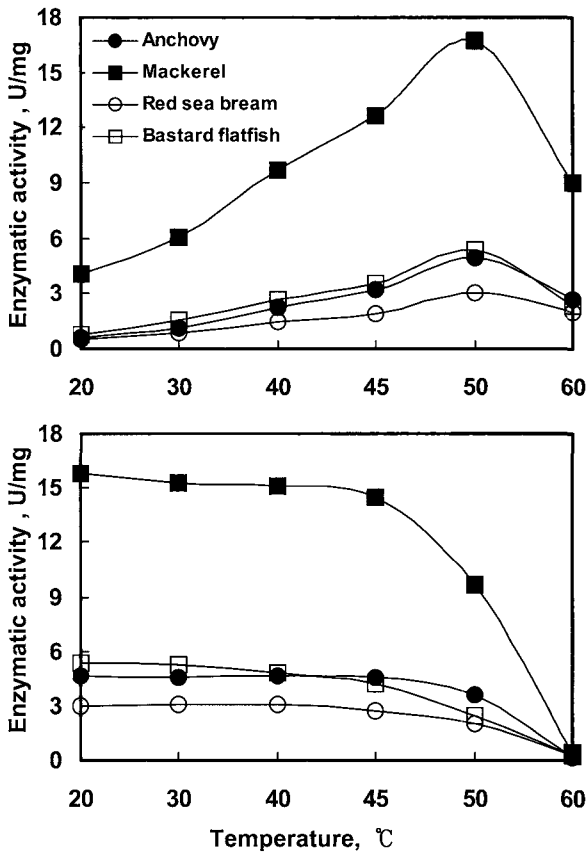 18
15
12
9
6
3
0
Enzymatic activity , U/mg
Anchovy
Mackerel
Red sea bream
Bastard flatfish
20 30 40 45 50 60
18
15
12
9
6
3
0
Enzymatic activity , U/mg
20 30 40 45 50 60
Temperature, ℃